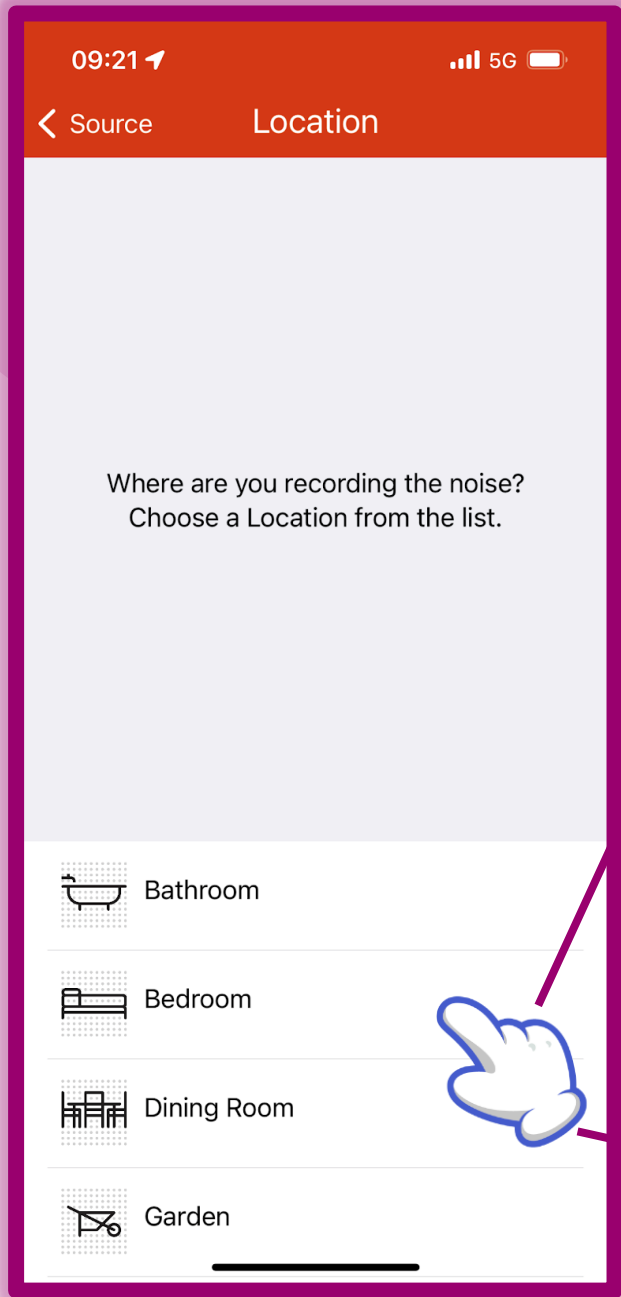 09:21 5G
Source Location
Where are you recording the noise?
Choose a Location from the list.
Bathroom
Bedroom
Dining Room
Garden